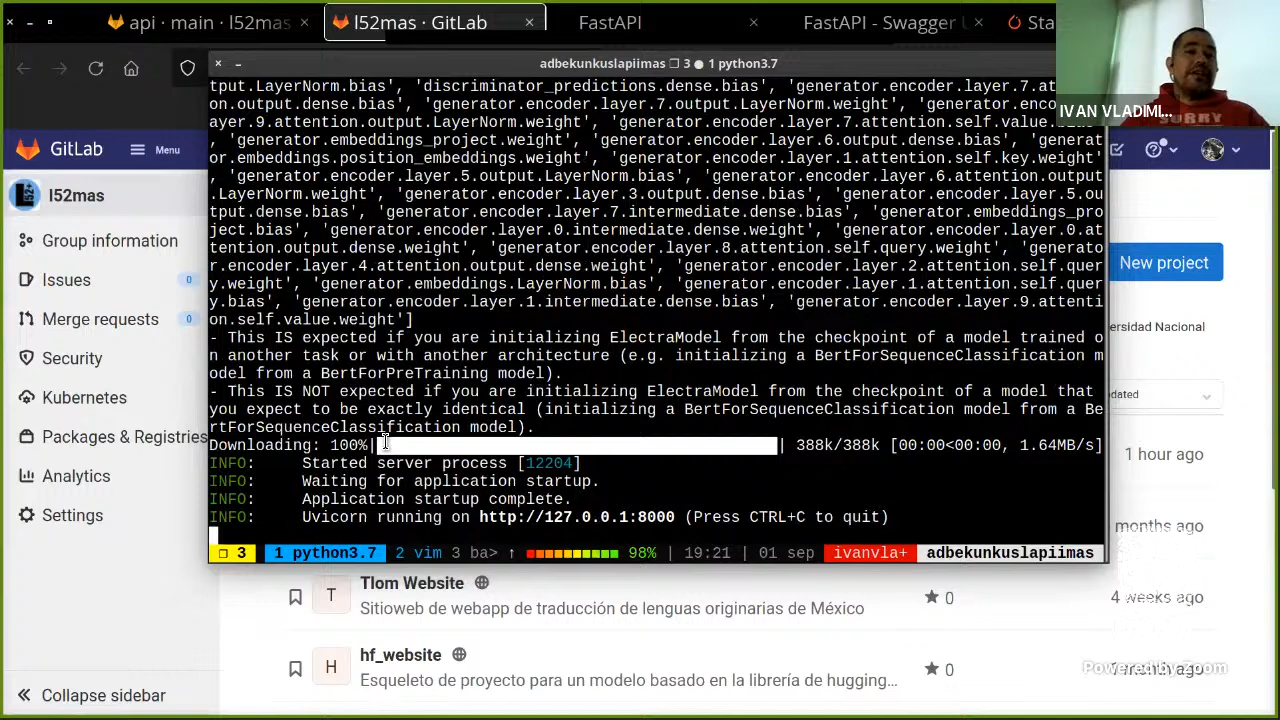 api · main · l52mas
l52mas · GitLab
FastAPI
FastAPI - Swagger
Sta
adbekunkuslapiimas ❐ 3 ● 1 python3.7
IVAN VLADIMI...
SURRY
GitLab
Menu
l52mas
Group information
Issues 0
Merge requests 0
Security
Kubernetes
Packages & Registries
Analytics
Settings
Collapse sidebar
tput.LayerNorm.bias', 'discriminator_predictions.dense.bias', 'generator.encoder.layer.7.at
on.output.dense.bias', 'generator.encoder.layer.7.output.LayerNorm.weight', 'generator.enco
ayer.9.attention.output.LayerNorm.weight', 'generator.encoder.layer.7.attention.self.value.
, 'generator.embeddings_project.weight', 'generator.encoder.layer.6.output.dense.bias', 'generat
or.embeddings.position_embeddings.weight', 'generator.encoder.layer.1.attention.self.key.weight'
, 'generator.encoder.layer.5.output.LayerNorm.weight', 'generator.encoder.layer.6.attention.output
.LayerNorm.weight', 'generator.encoder.layer.3.output.dense.bias', 'generator.encoder.layer.5.ou
tput.dense.bias', 'generator.encoder.layer.7.intermediate.dense.bias', 'generator.embeddings_pro
ject.bias', 'generator.encoder.layer.0.intermediate.dense.bias', 'generator.encoder.layer.0.at
tention.output.dense.weight', 'generator.encoder.layer.8.attention.self.query.weight', 'generato
r.encoder.layer.4.attention.output.dense.weight', 'generator.encoder.layer.2.attention.self.quer
y.weight', 'generator.embeddings.LayerNorm.bias', 'generator.encoder.layer.1.attention.self.quer
y.bias', 'generator.encoder.layer.1.intermediate.dense.bias', 'generator.encoder.layer.9.attenti
on.self.value.weight']
- This IS expected if you are initializing ElectraModel from the checkpoint of a model trained o
n another task or with another architecture (e.g. initializing a BertForSequenceClassification m
odel from a BertForPreTraining model).
- This IS NOT expected if you are initializing ElectraModel from the checkpoint of a model that
you expect to be exactly identical (initializing a BertForSequenceClassification model from a Be
rtForSequenceClassification model).
Downloading: 100%| | 388k/388k [00:00<00:00, 1.64MB/s]
INFO: Started server process [12204]
INFO: Waiting for application startup.
INFO: Application startup complete.
INFO: Uvicorn running on http://127.0.0.1:8000 (Press CTRL+C to quit)
❐ 3 1 python3.7 2 vim 3 ba> ↑ 98% | 19:21 | 01 sep ivanvla+ adbekunkuslapiimas
New project
ersidad Nacional
dated
1 hour ago
months ago
T Tlom Website 0 4 weeks ago
Sitioweb de webapp de traducción de lenguas originarias de México
H hf_website 0 1 month ago
Esqueleto de proyecto para un modelo basado en la librería de hugging...
Powered by Zoom